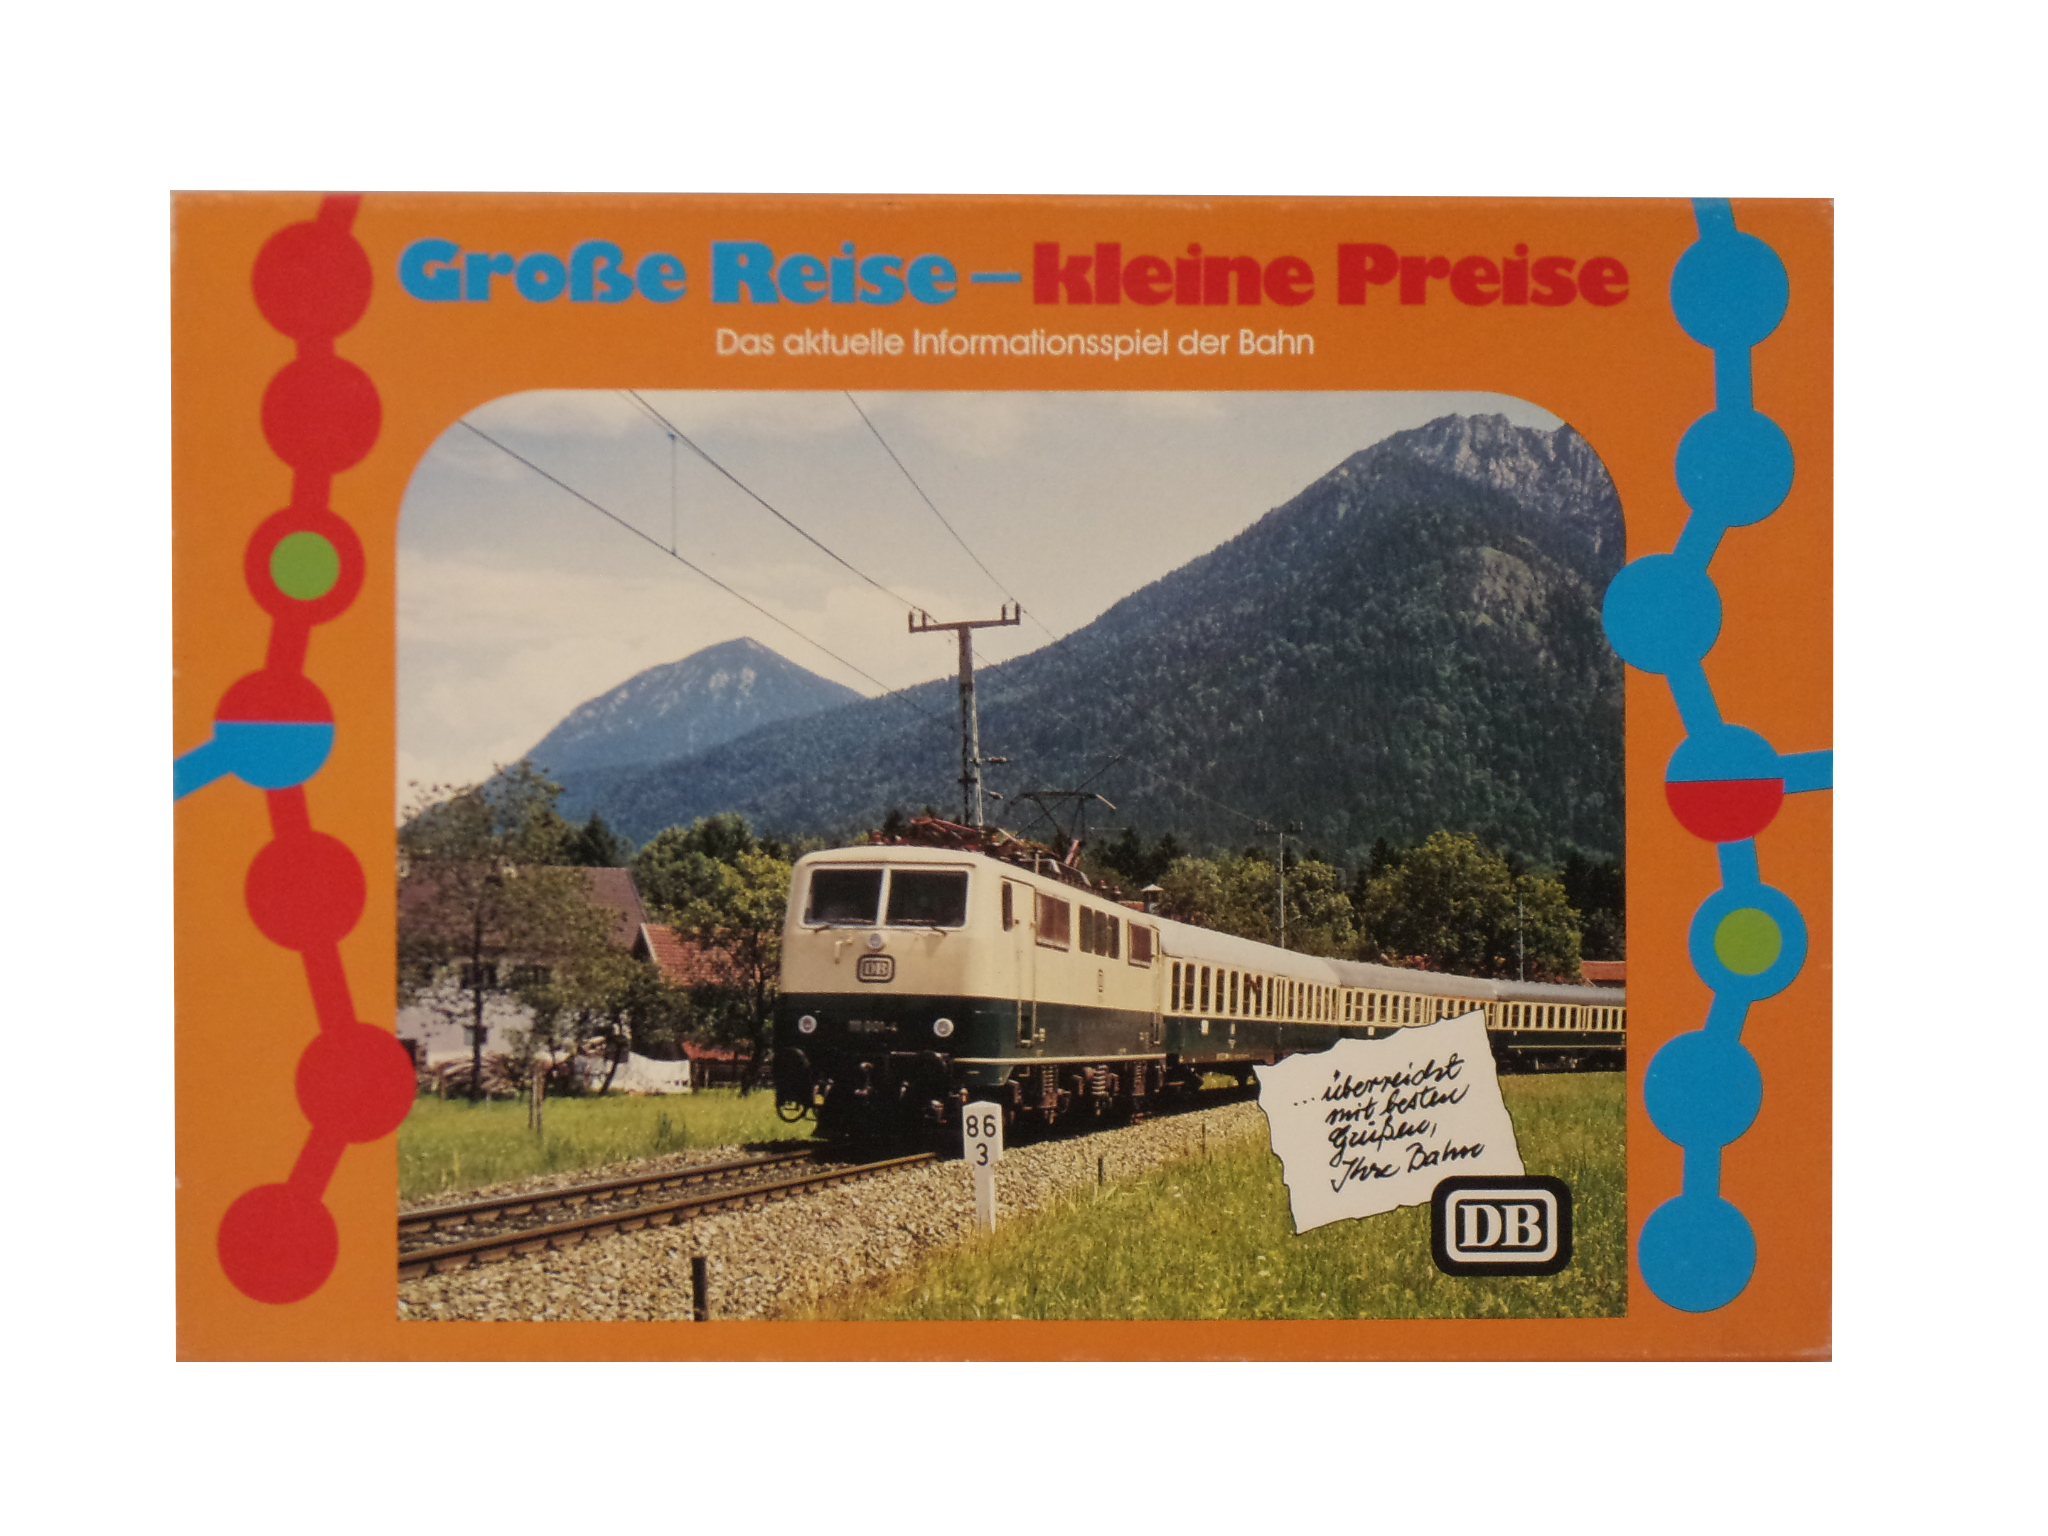 Große Reise – kleine Preise
Das aktuelle Informationsspiel der Bahn
DB
86
3
...überreicht
mit besten
Grüßen,
Ihre Bahn
DB